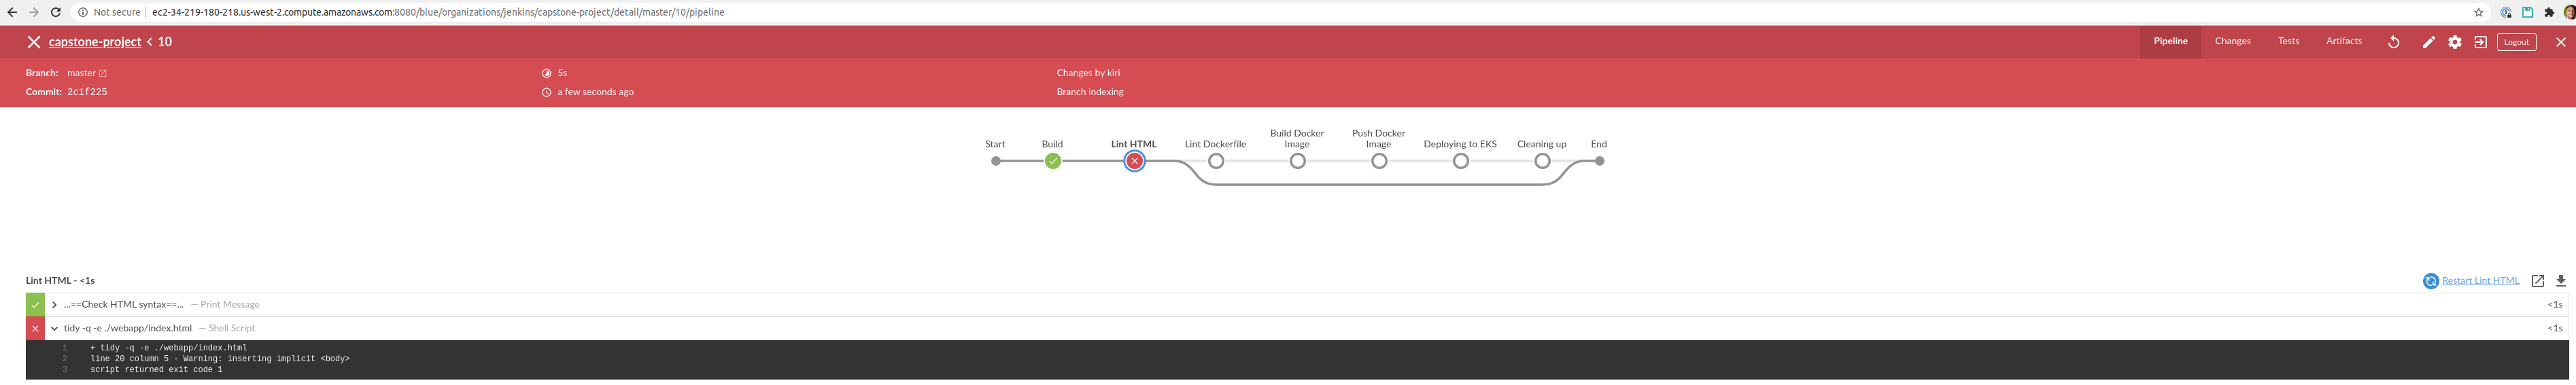 Not secure | ec2-34-219-180-218.us-west-2.compute.amazonaws.com:8080/blue/organizations/jenkins/capstone-project/detail/master/10/pipeline
capstone-project < 10 Pipeline Changes Tests Artifacts Logout
Branch: master 5s Changes by kiri
Commit: 2c1f225 a few seconds ago Branch indexing
Start Build Lint HTML Lint Dockerfile Build Docker Image Push Docker Image Deploying to EKS Cleaning up End
Lint HTML - <1s Restart Lint HTML
...==Check HTML syntax==... — Print Message <1s
tidy -q -e ./webapp/index.html — Shell Script <1s
1 + tidy -q -e ./webapp/index.html
2 line 20 column 5 - Warning: inserting implicit <body>
3 script returned exit code 1